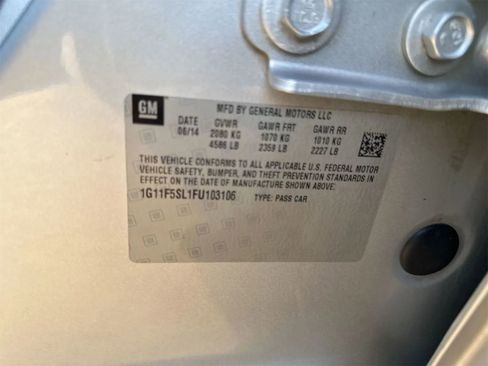 GM
MFD BY GENERAL MOTORS LLC
DATE GVWR GAWR FRT GAWR RR
06/14 2080 KG 1070 KG 1010 KG
4586 LB 2359 LB 2227 LB
THIS VEHICLE CONFORMS TO ALL APPLICABLE U.S. FEDERAL MOTOR
VEHICLE SAFETY, BUMPER, AND THEFT PREVENTION STANDARDS IN
EFFECT ON THE DATE OF MANUFACTURE SHOWN ABOVE.
1G11F5SL1FU103106 TYPE: PASS CAR